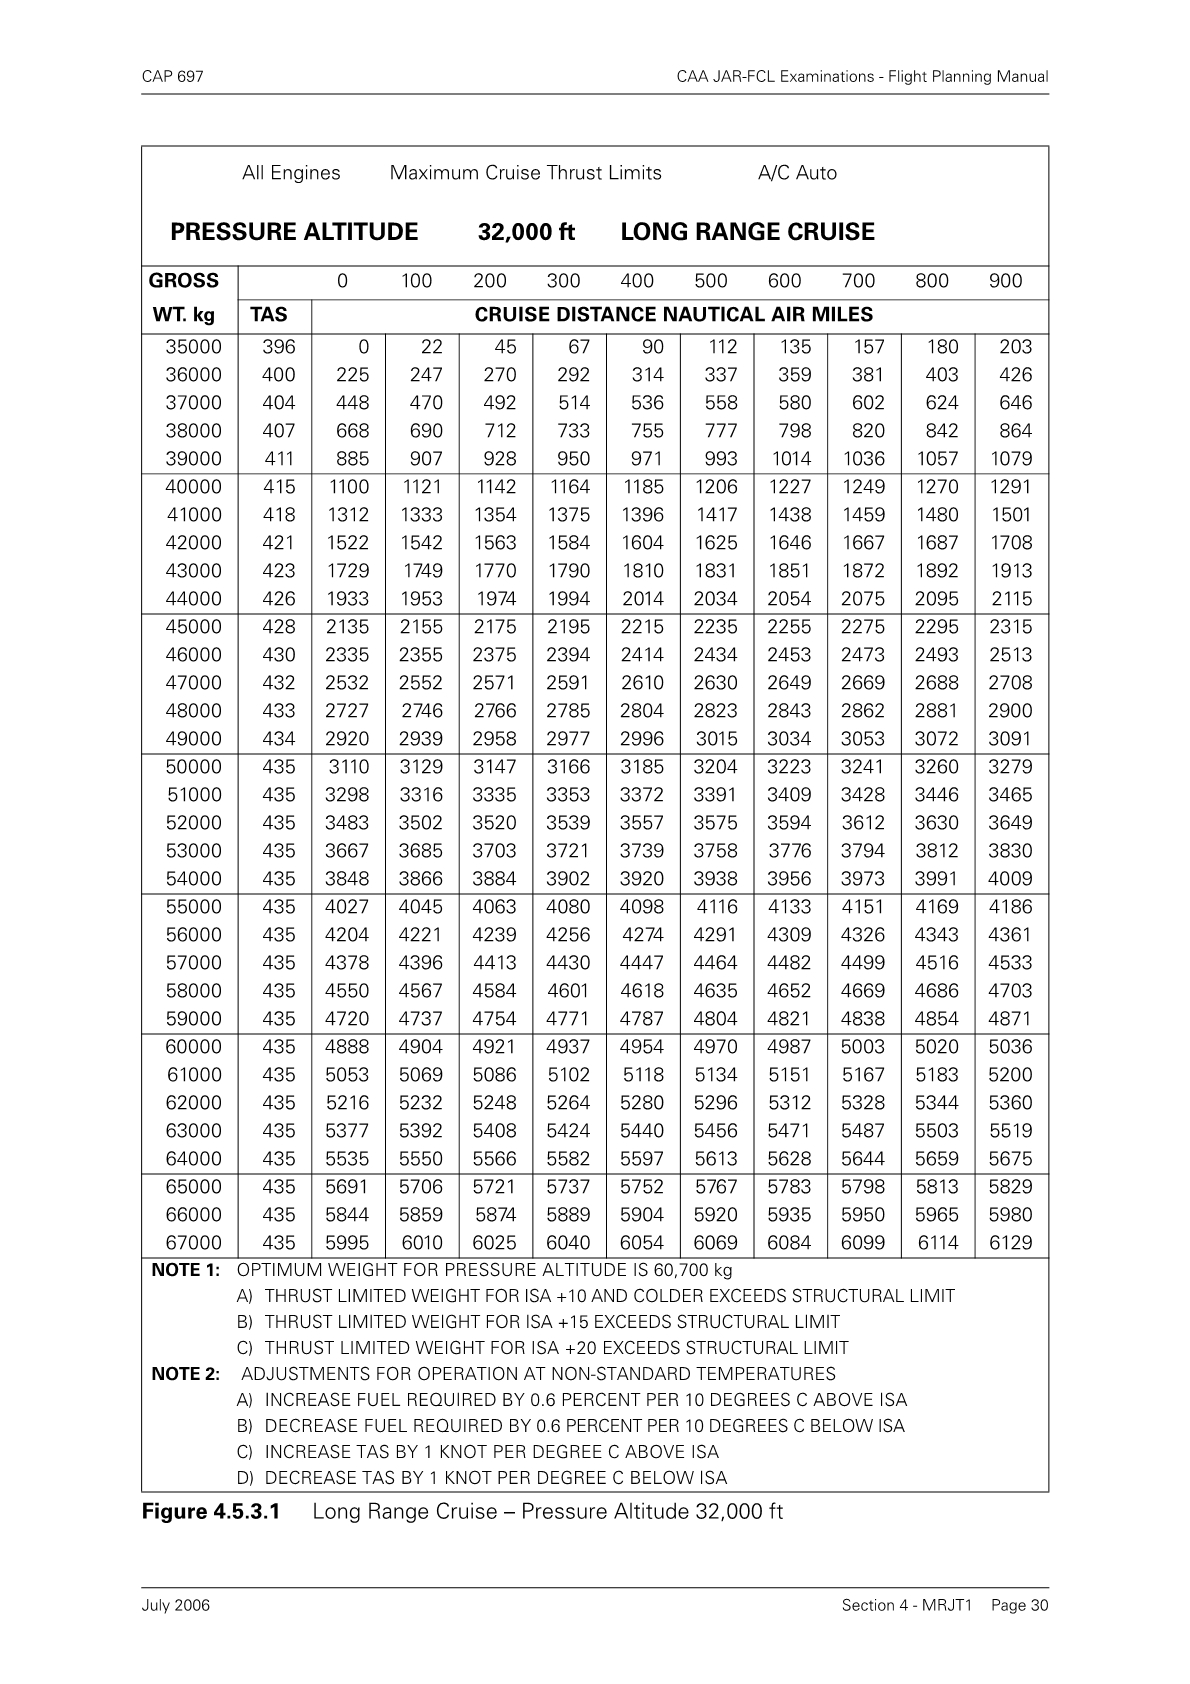 CAP 697 CAA JAR-FCL Examinations - Flight Planning Manual
All Engines Maximum Cruise Thrust Limits A/C Auto
PRESSURE ALTITUDE 32,000 ft LONG RANGE CRUISE
GROSS 0 100 200 300 400 500 600 700 800 900
WT. kg TAS CRUISE DISTANCE NAUTICAL AIR MILES
35000 396 0 22 45 67 90 112 135 157 180 203
36000 400 225 247 270 292 314 337 359 381 403 426
37000 404 448 470 492 514 536 558 580 602 624 646
38000 407 668 690 712 733 755 777 798 820 842 864
39000 411 885 907 928 950 971 993 1014 1036 1057 1079
40000 415 1100 1121 1142 1164 1185 1206 1227 1249 1270 1291
41000 418 1312 1333 1354 1375 1396 1417 1438 1459 1480 1501
42000 421 1522 1542 1563 1584 1604 1625 1646 1667 1687 1708
43000 423 1729 1749 1770 1790 1810 1831 1851 1872 1892 1913
44000 426 1933 1953 1974 1994 2014 2034 2054 2075 2095 2115
45000 428 2135 2155 2175 2195 2215 2235 2255 2275 2295 2315
46000 430 2335 2355 2375 2394 2414 2434 2453 2473 2493 2513
47000 432 2532 2552 2571 2591 2610 2630 2649 2669 2688 2708
48000 433 2727 2746 2766 2785 2804 2823 2843 2862 2881 2900
49000 434 2920 2939 2958 2977 2996 3015 3034 3053 3072 3091
50000 435 3110 3129 3147 3166 3185 3204 3223 3241 3260 3279
51000 435 3298 3316 3335 3353 3372 3391 3409 3428 3446 3465
52000 435 3483 3502 3520 3539 3557 3575 3594 3612 3630 3649
53000 435 3667 3685 3703 3721 3739 3758 3776 3794 3812 3830
54000 435 3848 3866 3884 3902 3920 3938 3956 3973 3991 4009
55000 435 4027 4045 4063 4080 4098 4116 4133 4151 4169 4186
56000 435 4204 4221 4239 4256 4274 4291 4309 4326 4343 4361
57000 435 4378 4396 4413 4430 4447 4464 4482 4499 4516 4533
58000 435 4550 4567 4584 4601 4618 4635 4652 4669 4686 4703
59000 435 4720 4737 4754 4771 4787 4804 4821 4838 4854 4871
60000 435 4888 4904 4921 4937 4954 4970 4987 5003 5020 5036
61000 435 5053 5069 5086 5102 5118 5134 5151 5167 5183 5200
62000 435 5216 5232 5248 5264 5280 5296 5312 5328 5344 5360
63000 435 5377 5392 5408 5424 5440 5456 5471 5487 5503 5519
64000 435 5535 5550 5566 5582 5597 5613 5628 5644 5659 5675
65000 435 5691 5706 5721 5737 5752 5767 5783 5798 5813 5829
66000 435 5844 5859 5874 5889 5904 5920 5935 5950 5965 5980
67000 435 5995 6010 6025 6040 6054 6069 6084 6099 6114 6129
NOTE 1: OPTIMUM WEIGHT FOR PRESSURE ALTITUDE IS 60,700 kg
A) THRUST LIMITED WEIGHT FOR ISA +10 AND COLDER EXCEEDS STRUCTURAL LIMIT
B) THRUST LIMITED WEIGHT FOR ISA +15 EXCEEDS STRUCTURAL LIMIT
C) THRUST LIMITED WEIGHT FOR ISA +20 EXCEEDS STRUCTURAL LIMIT
NOTE 2: ADJUSTMENTS FOR OPERATION AT NON-STANDARD TEMPERATURES
A) INCREASE FUEL REQUIRED BY 0.6 PERCENT PER 10 DEGREES C ABOVE ISA
B) DECREASE FUEL REQUIRED BY 0.6 PERCENT PER 10 DEGREES C BELOW ISA
C) INCREASE TAS BY 1 KNOT PER DEGREE C ABOVE ISA
D) DECREASE TAS BY 1 KNOT PER DEGREE C BELOW ISA
Figure 4.5.3.1 Long Range Cruise – Pressure Altitude 32,000 ft
July 2006 Section 4 - MRJT1 Page 30